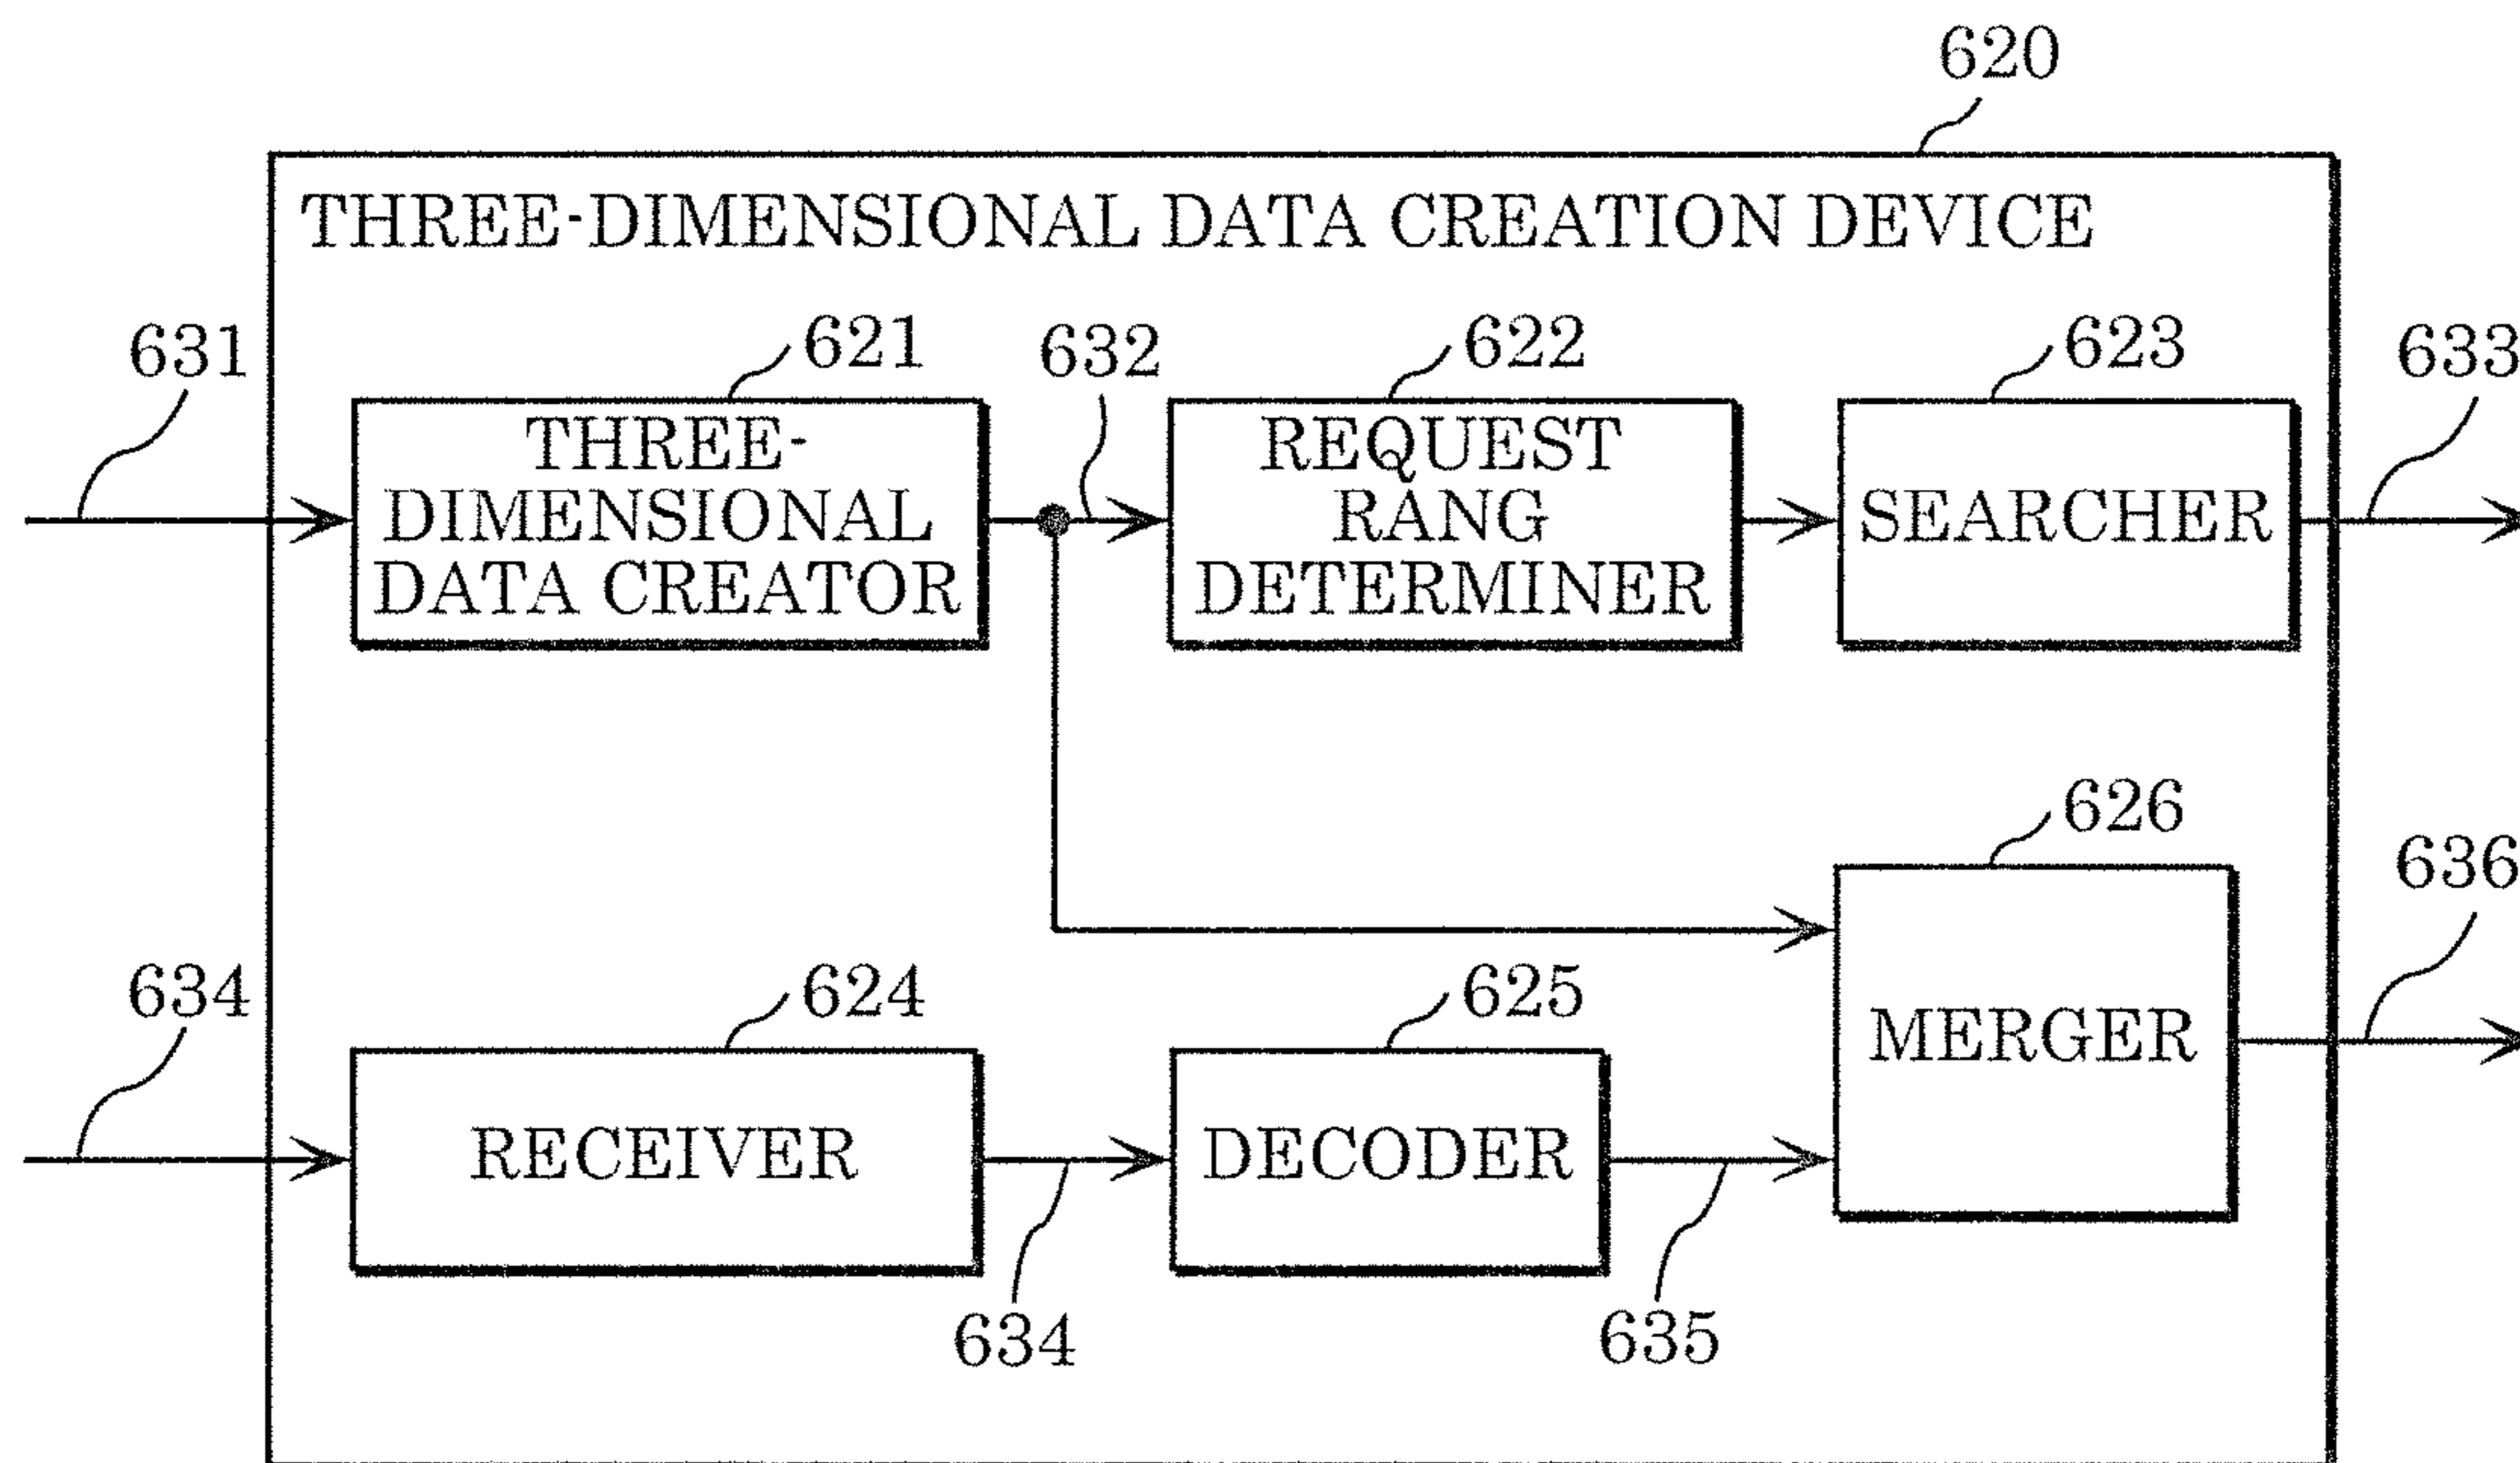 620
THREE-DIMENSIONAL DATA CREATION DEVICE
631
621
632
622
623
633
THREE-
DIMENSIONAL
DATA CREATOR
REQUEST
RANG
DETERMINER
SEARCHER
626
636
634
624
625
MERGER
RECEIVER
DECODER
634
635